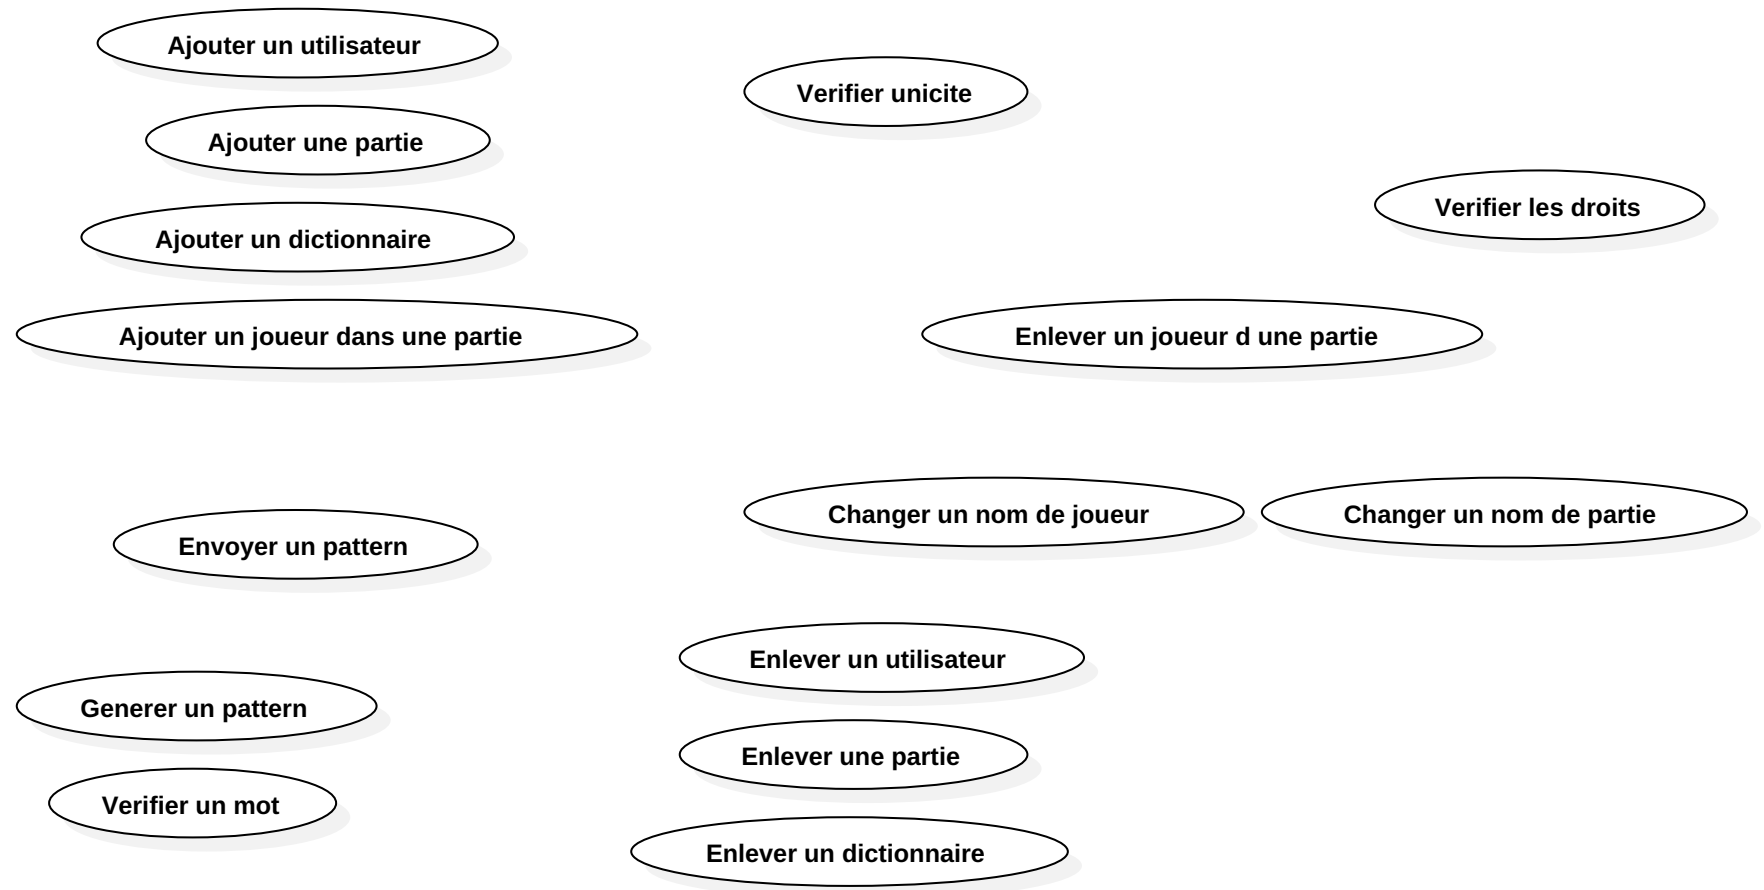 Ajouter un utilisateur
Verifier unicite
Ajouter une partie
Verifier les droits
Ajouter un dictionnaire
Ajouter un joueur dans une partie
Enlever un joueur d une partie
Changer un nom de joueur
Changer un nom de partie
Envoyer un pattern
Enlever un utilisateur
Generer un pattern
Enlever une partie
Verifier un mot
Enlever un dictionnaire